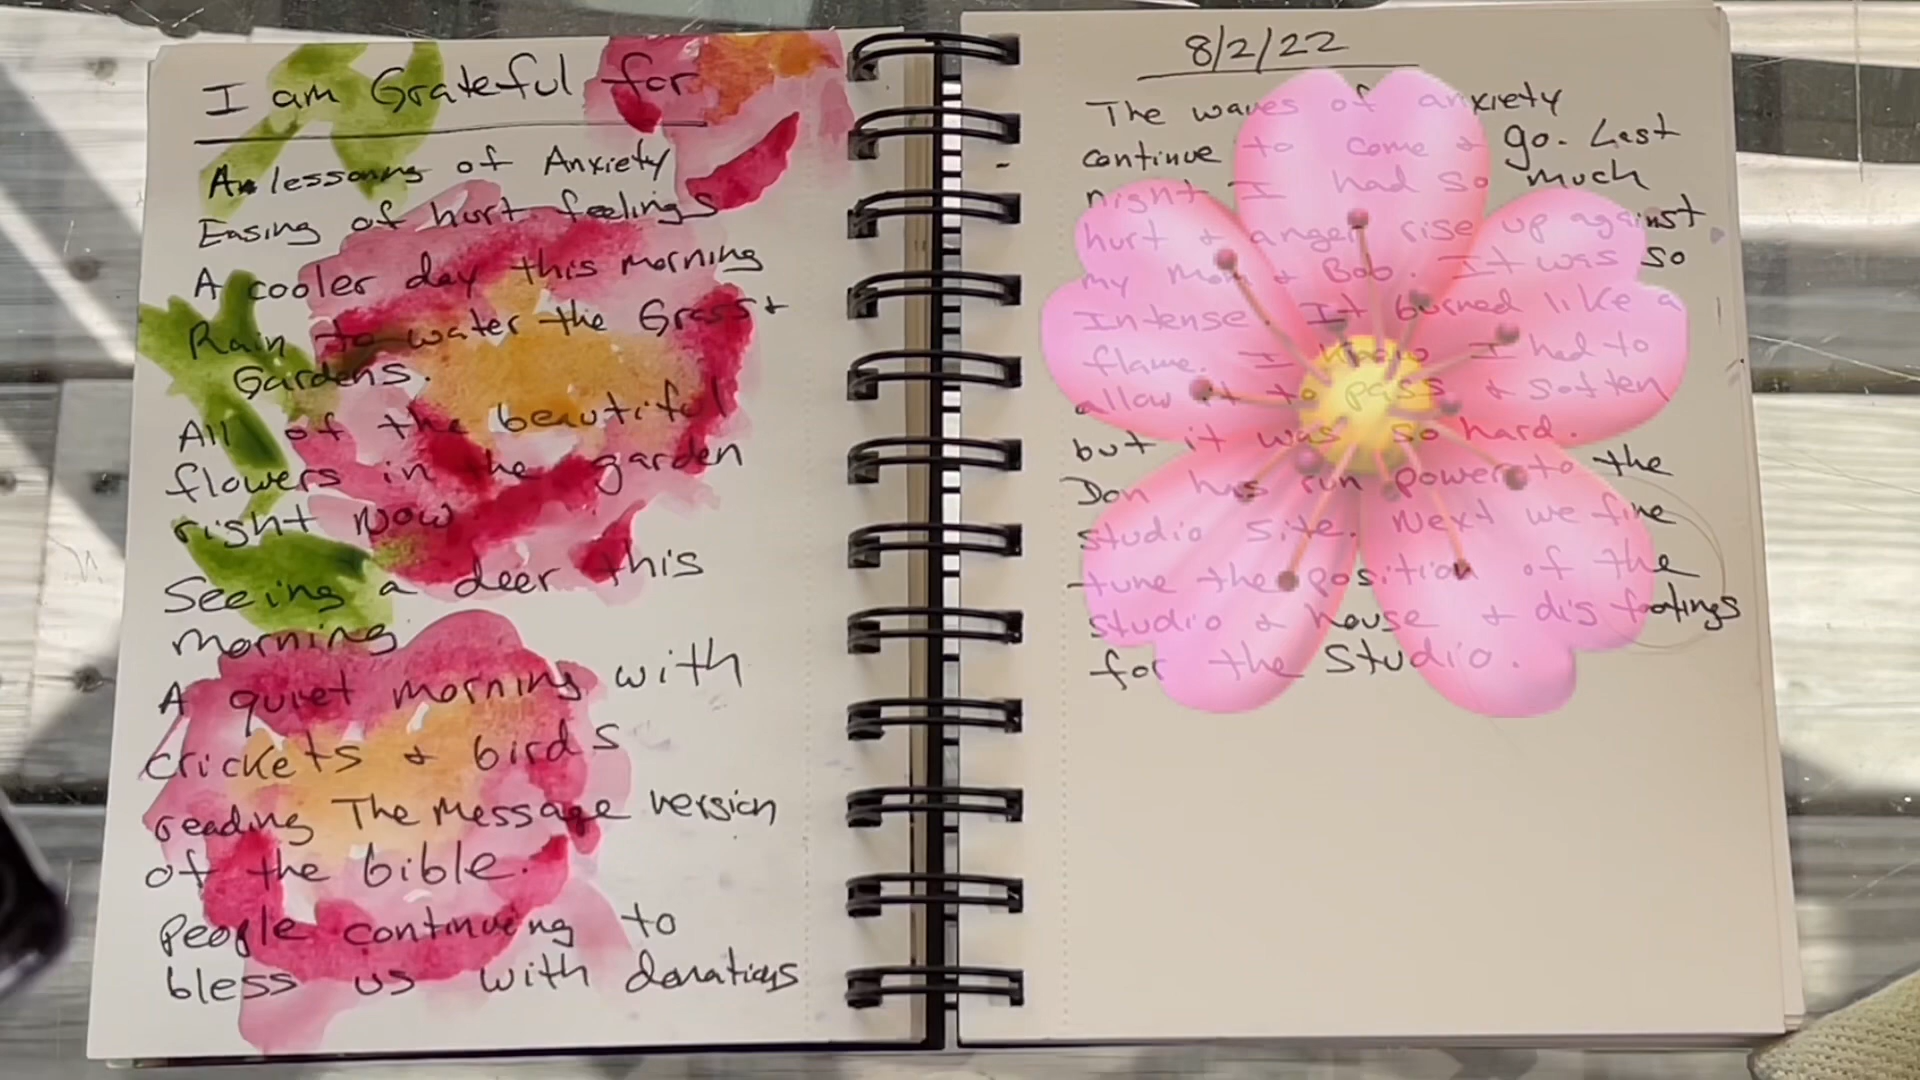 I am Grateful for
An lessoning of Anxiety
Easing of hurt feelings
A cooler day this morning
Rain to water the Grass +
Gardens.
All of the beautiful
flowers in the garden
right now
Seeing a deer this
morning
A quiet morning with
crickets + birds
reading The Message version
of the bible.
People continuing to
bless us with donations
8/2/22
The waves of anxiety
continue to come + go. Last
night I had so much
hurt + anger rise up against
my mom + Bob. It was so
Intense. It burned like a
flame. I knew I had to
allow it to pass + soften
but it was so hard.
Don has run power to the
studio site. Next we fine
tune the position of the
studio + house + dis footings
for the studio.